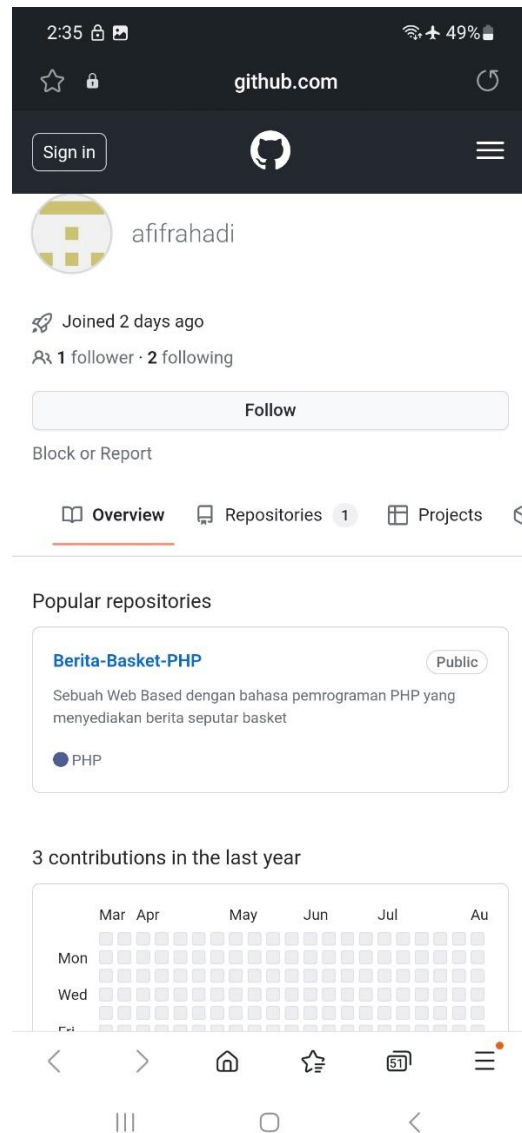 2:35 49%
github.com
Sign in
afifrahadi
Joined 2 days ago
1 follower · 2 following
Follow
Block or Report
Overview Repositories 1 Projects
Popular repositories
Berita-Basket-PHP Public
Sebuah Web Based dengan bahasa pemrograman PHP yang
menyediakan berita seputar basket
PHP
3 contributions in the last year
Mar Apr May Jun Jul Au
Mon
Wed
Fri
51